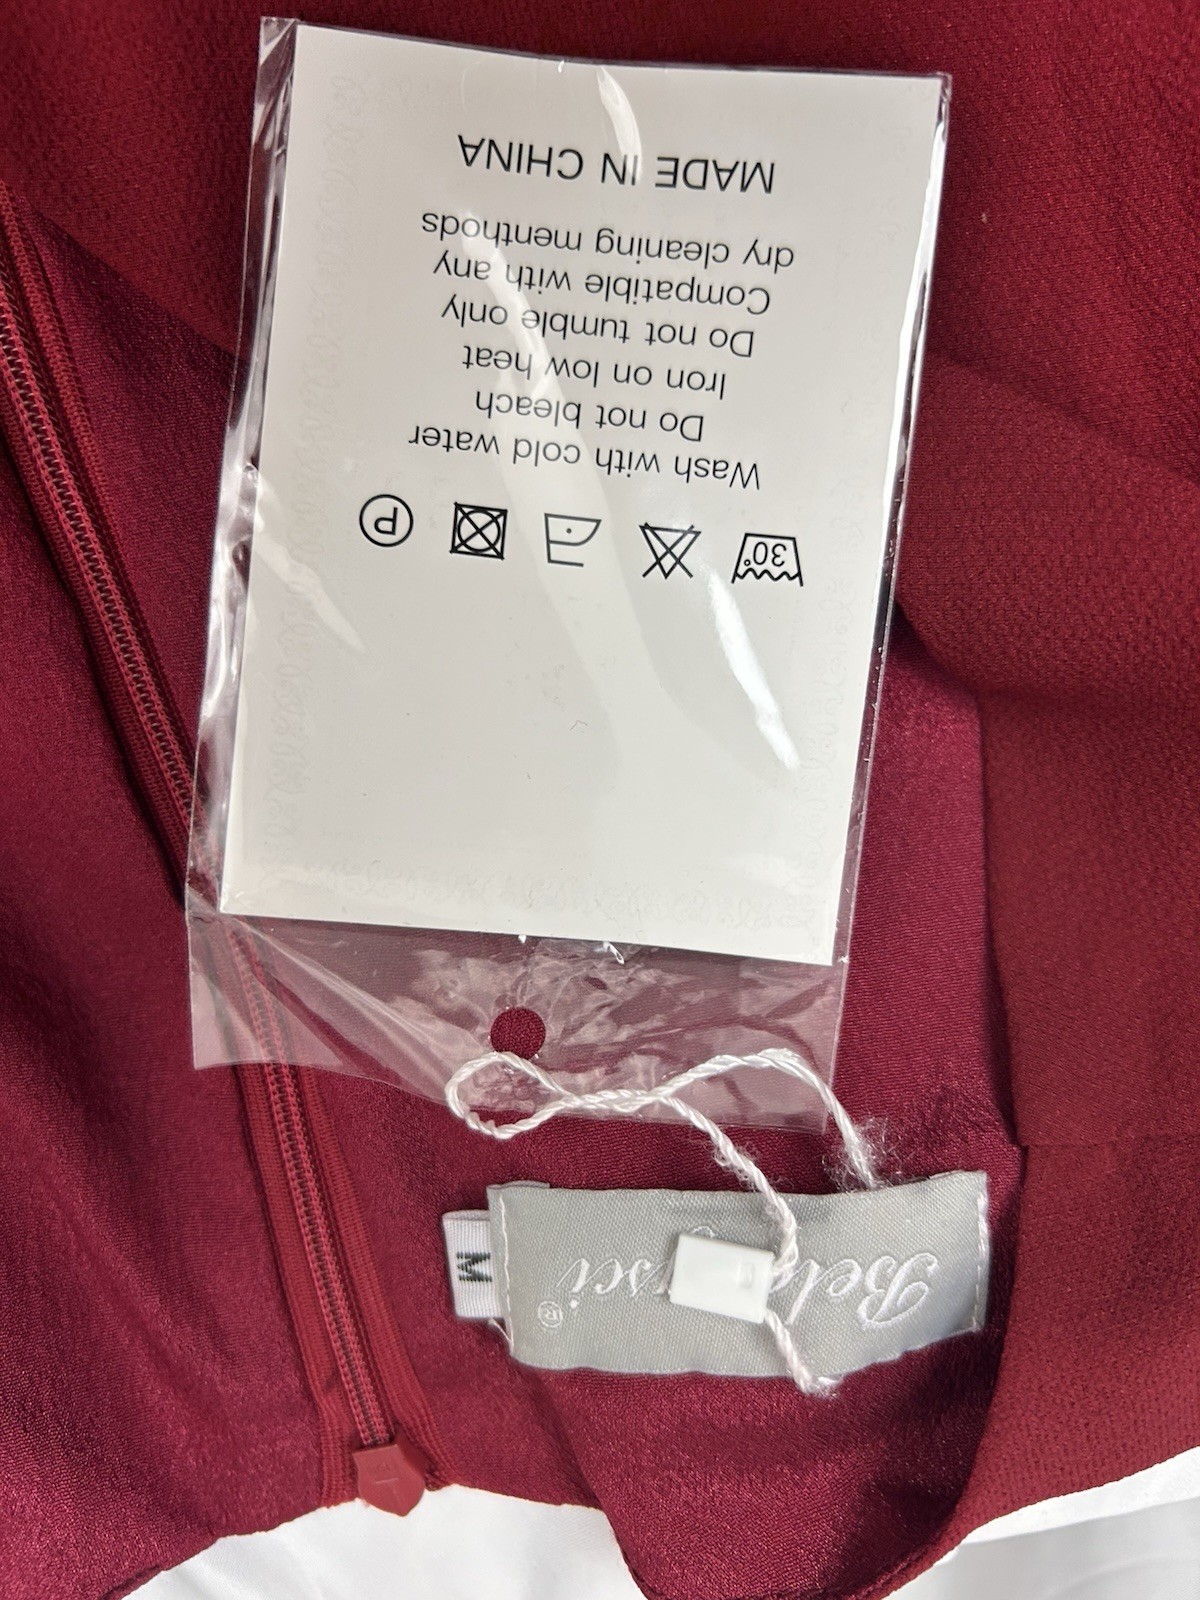 30°
P
Wash with cold water
Do not bleach
Iron on low heat
Do not tumble only
Compatible with any
dry cleaning menthods
MADE IN CHINA
M
®